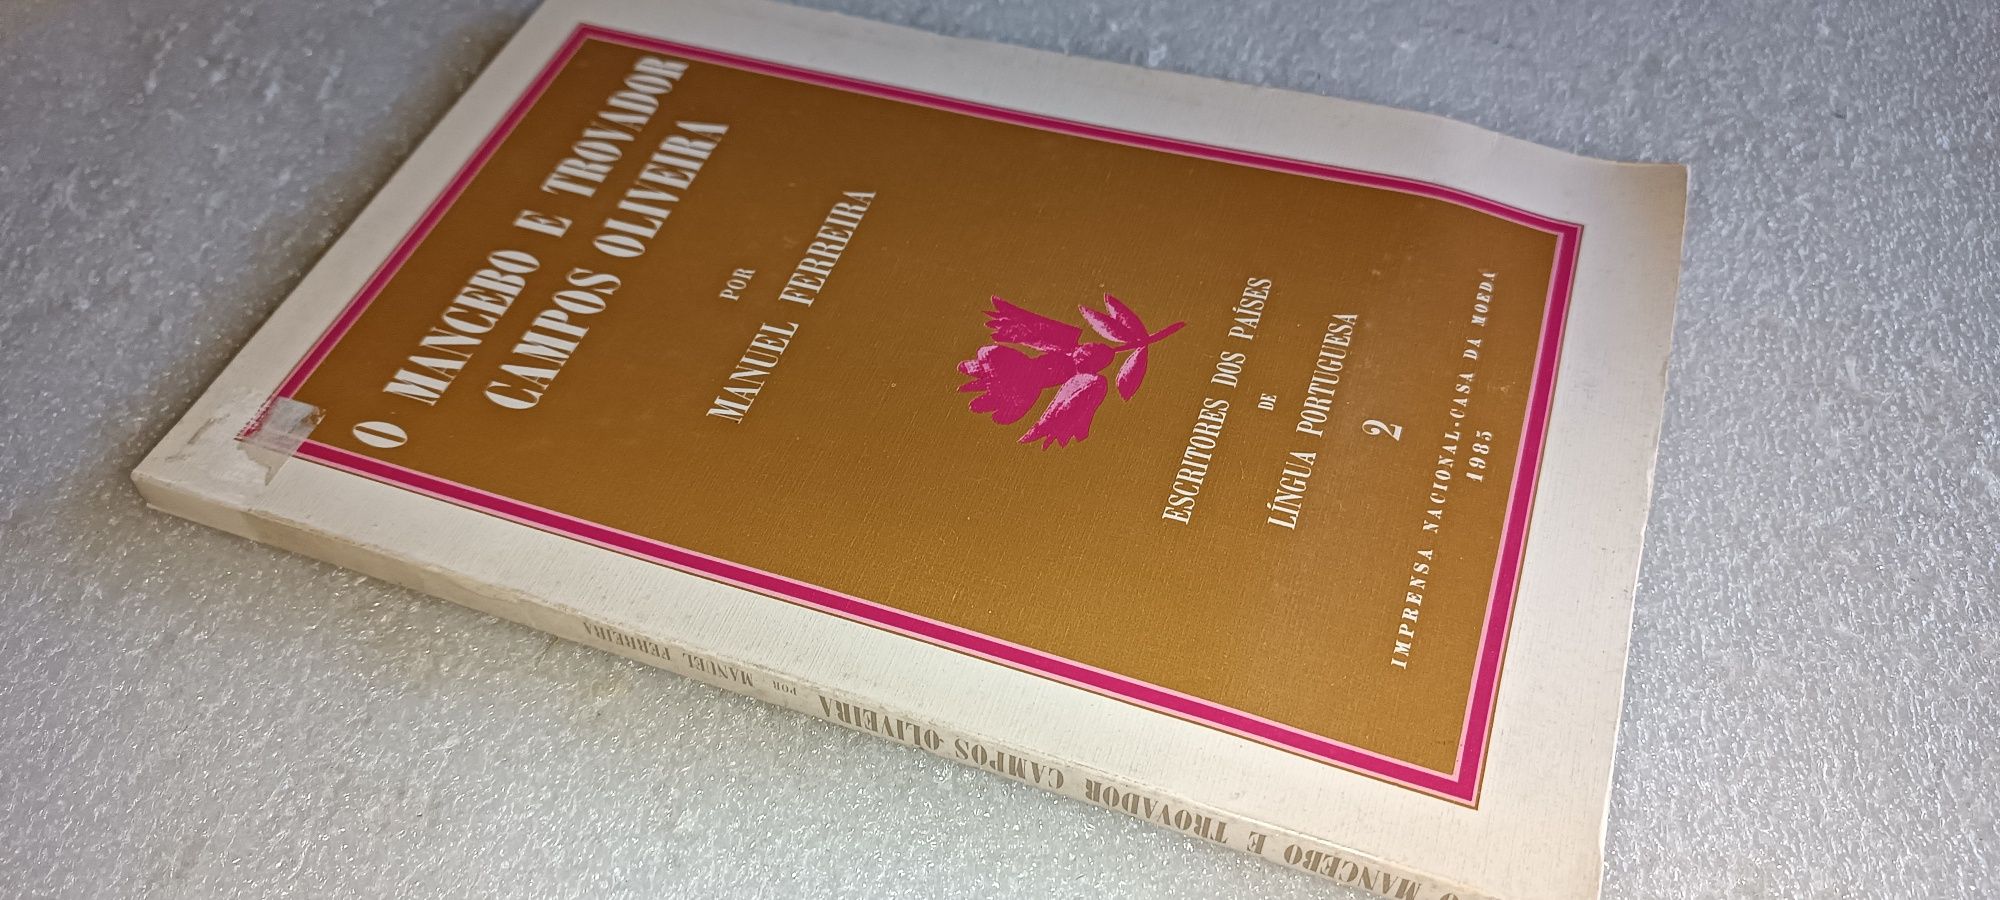 O MANCEBO E TROVADOR
CAMPOS OLIVEIRA
POR
MANUEL FERREIRA
ESCRITORES DOS PAÍSES
DE
LÍNGUA PORTUGUESA
2
IMPRENSA NACIONAL-CASA DA MOEDA
1985
O MANCEBO E TROVADOR CAMPOS OLIVEIRA POR MANUEL FERREIRA